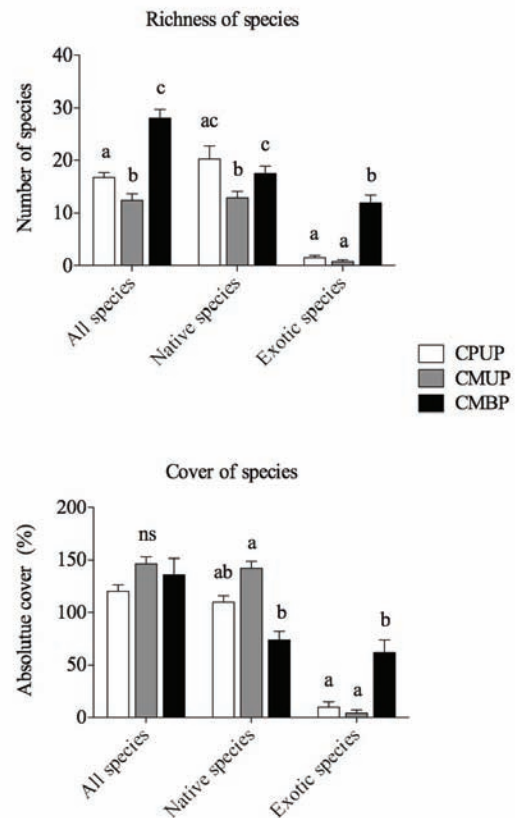 Richness of species
Number of species
40
30
20
10
0
a
b
c
ac
b
c
a
a
b
All species
Native species
Exotic species
CPUP
CMUP
CMBP
Cover of species
Absolutue cover (%)
200
150
100
50
0
ns
ab
a
b
a
a
b
All species
Native species
Exotic species